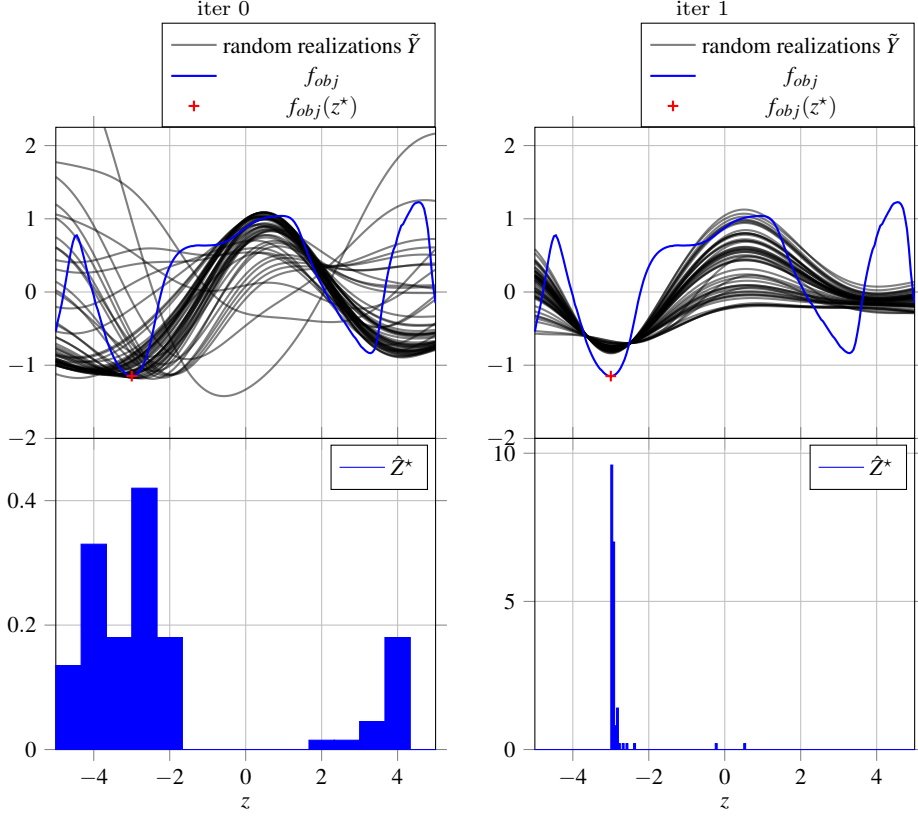 iter 0
random realizations Ỹ
f_obj
f_obj(z⋆)
2
1
0
−1
−2
Ẑ⋆
0.4
0.2
0
−4 −2 0 2 4
z
iter 1
random realizations Ỹ
f_obj
f_obj(z⋆)
2
1
0
−1
−2
10
Ẑ⋆
5
0
−4 −2 0 2 4
z